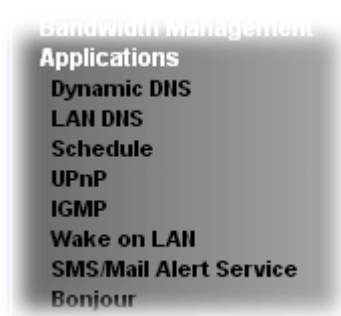 Bandwidth Management
Applications
Dynamic DNS
LAN DNS
Schedule
UPnP
IGMP
Wake on LAN
SMS/Mail Alert Service
Bonjour